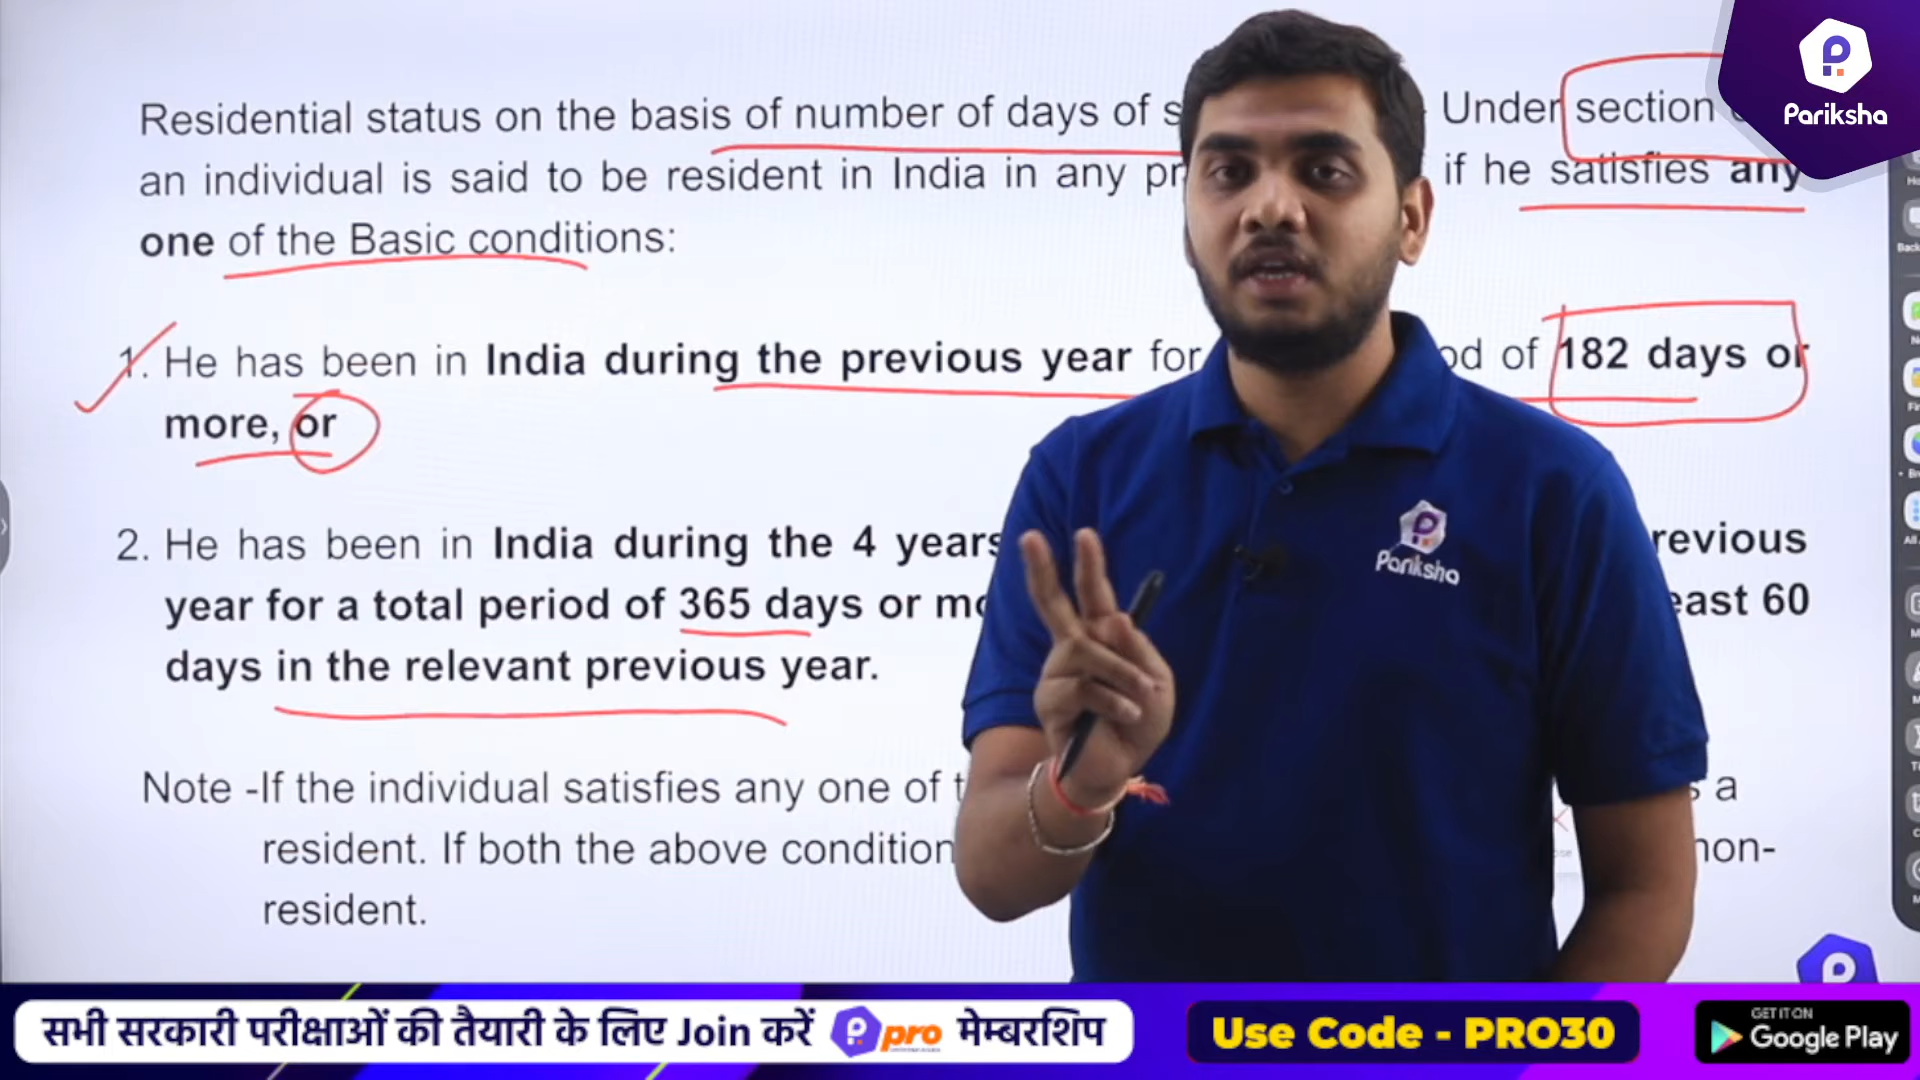 Residential status on the basis of number of days of s Under section
an individual is said to be resident in India in any pr if he satisfies any
one of the Basic conditions:
1. He has been in India during the previous year for od of 182 days or
more, or
2. He has been in India during the 4 years revious
year for a total period of 365 days or mo east 60
days in the relevant previous year.
Note -If the individual satisfies any one of t s a
resident. If both the above condition non-
resident.
Pariksha
Pariksha
सभी सरकारी परीक्षाओं की तैयारी के लिए Join करें pro मेम्बरशिप
Use Code - PRO30
GET IT ON
Google Play